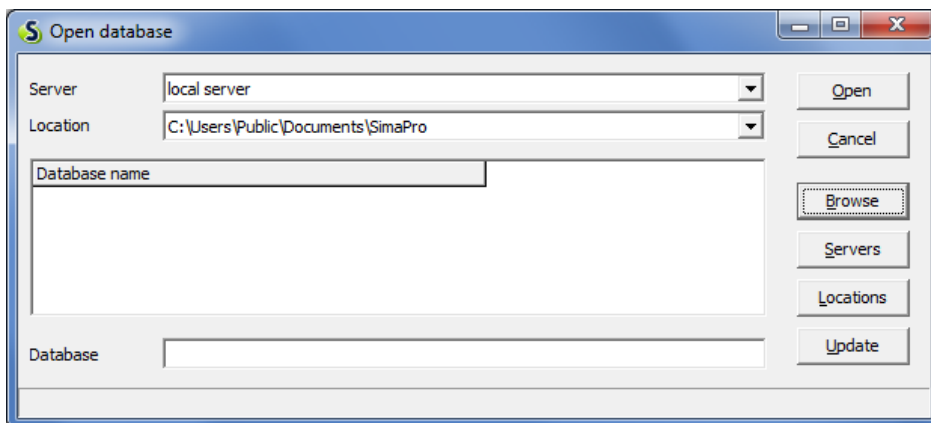 Open database
Server local server Open
Location C:\Users\Public\Documents\SimaPro Cancel
Database name
Browse
Servers
Locations
Database Update